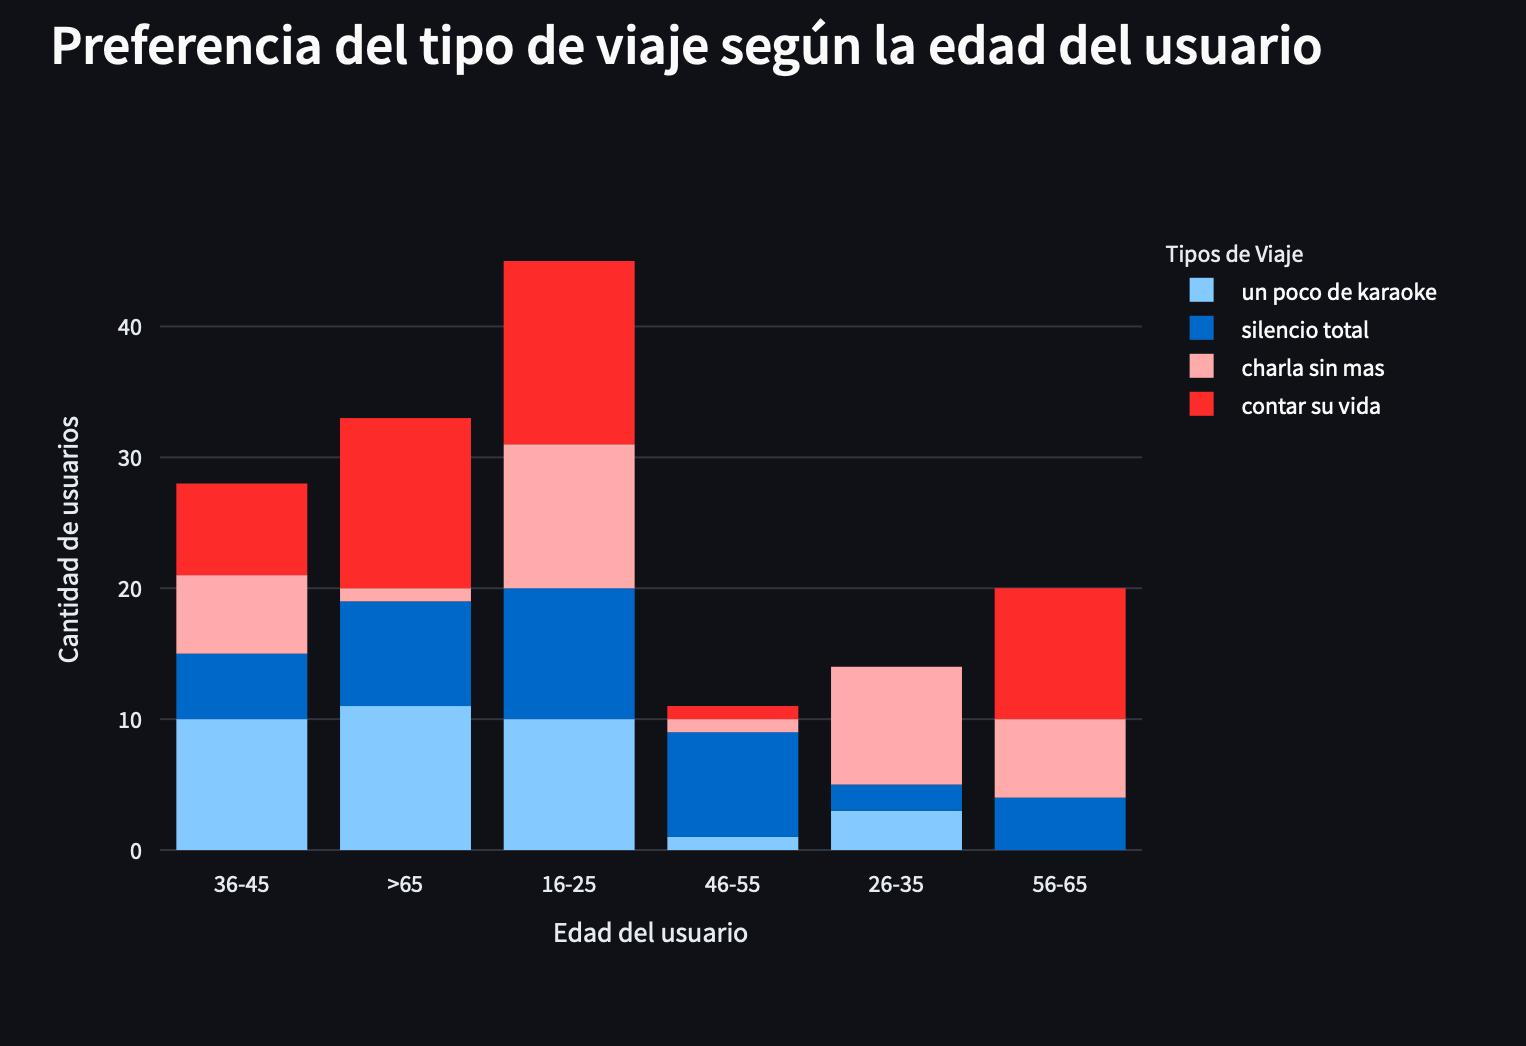 Preferencia del tipo de viaje según la edad del usuario
Tipos de Viaje
un poco de karaoke
silencio total
charla sin mas
contar su vida
Cantidad de usuarios
40
30
20
10
0
36-45
>65
16-25
46-55
26-35
56-65
Edad del usuario